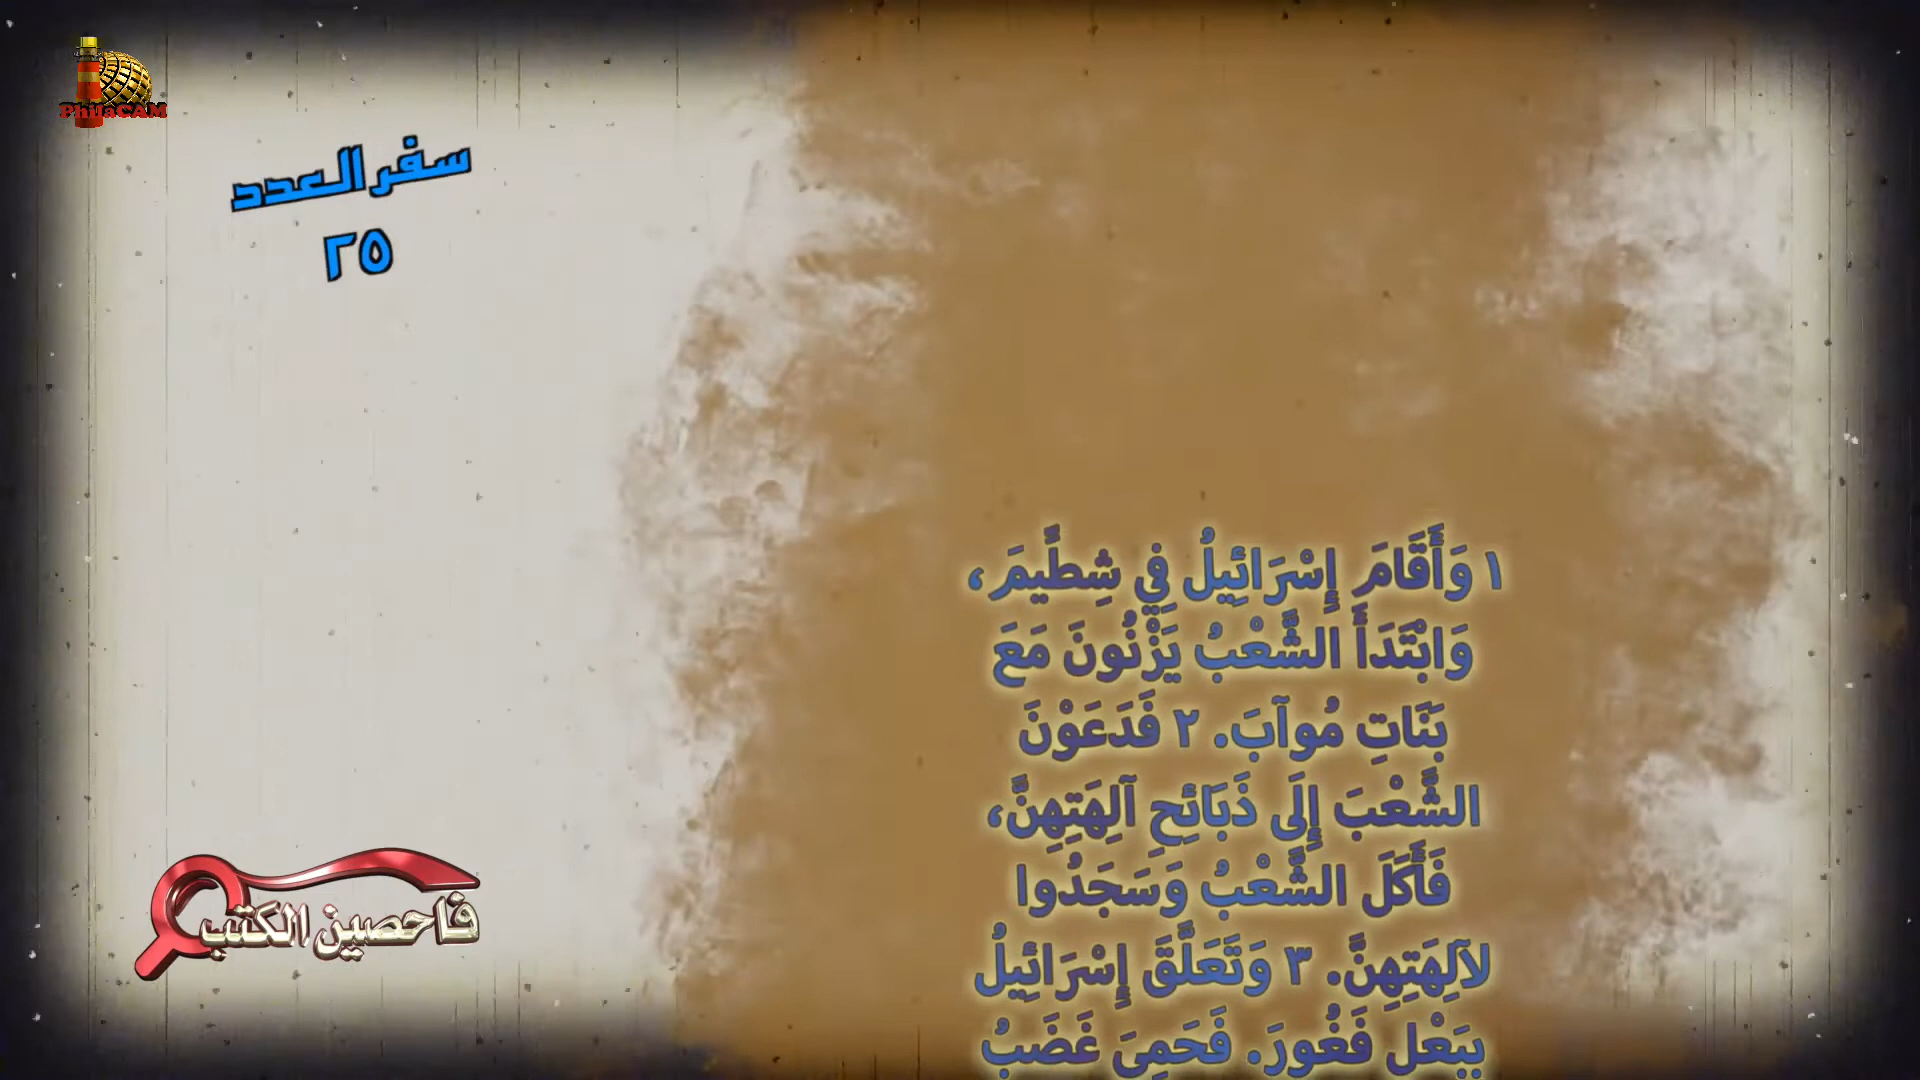 PhilaCAM
سفر العدد
٢٥
١ وَأَقَامَ إِسْرَائِيلُ فِي شِطِّيمَ،
وَابْتَدَأَ الشَّعْبُ يَزْنُونَ مَعَ
بَنَاتِ مُوآبَ. ٢ فَدَعَوْنَ
الشَّعْبَ إِلَى ذَبَائِحِ آلِهَتِهِنَّ،
فَأَكَلَ الشَّعْبُ وَسَجَدُوا
لآلِهَتِهِنَّ. ٣ وَتَعَلَّقَ إِسْرَائِيلُ
بِبَعْلِ فَغُورَ. فَحَمِيَ غَضَبُ
فاحصين الكتب